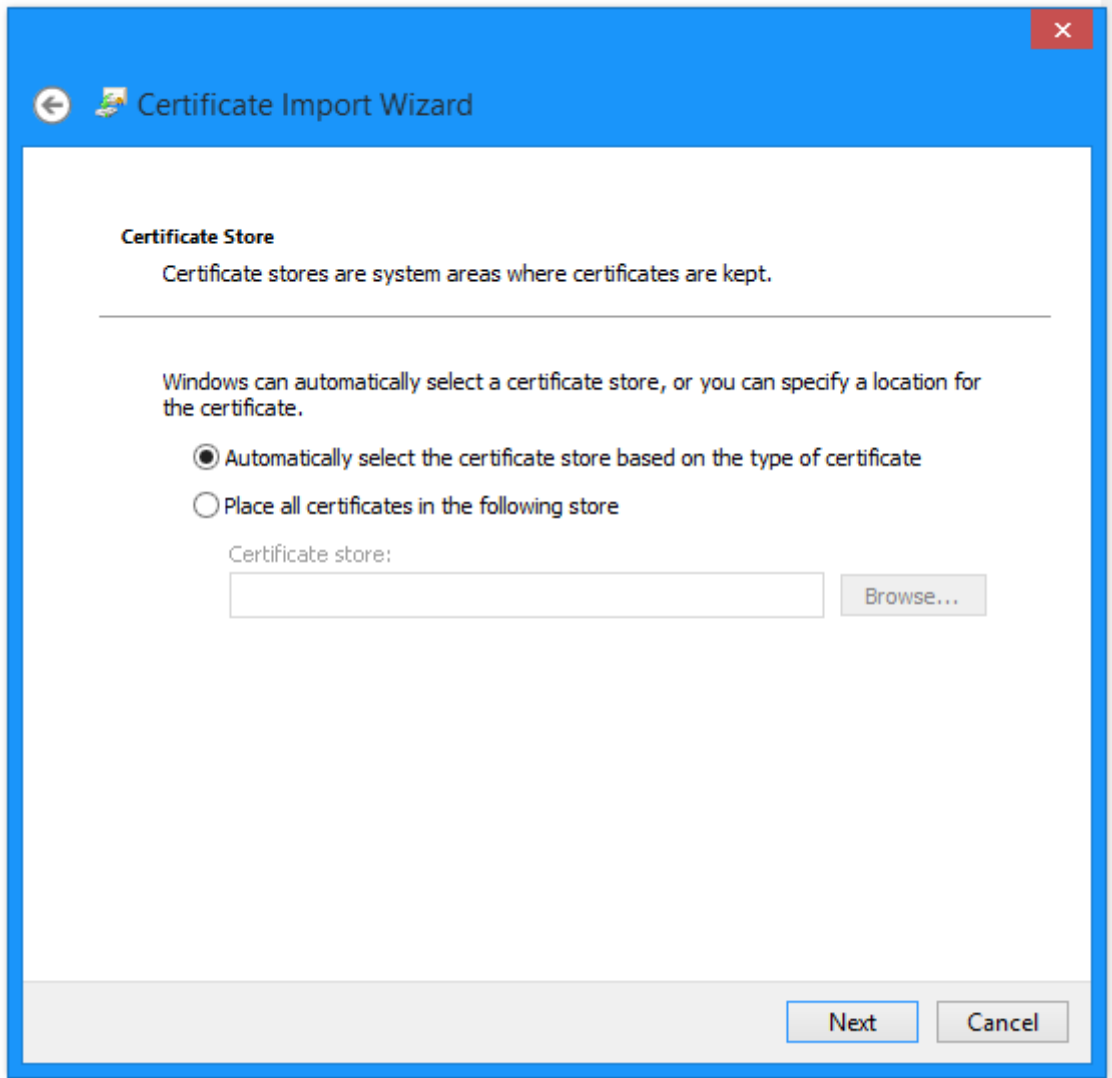 Certificate Import Wizard
Certificate Store
Certificate stores are system areas where certificates are kept.
Windows can automatically select a certificate store, or you can specify a location for
the certificate.
Automatically select the certificate store based on the type of certificate
Place all certificates in the following store
Certificate store:
Browse...
Next
Cancel